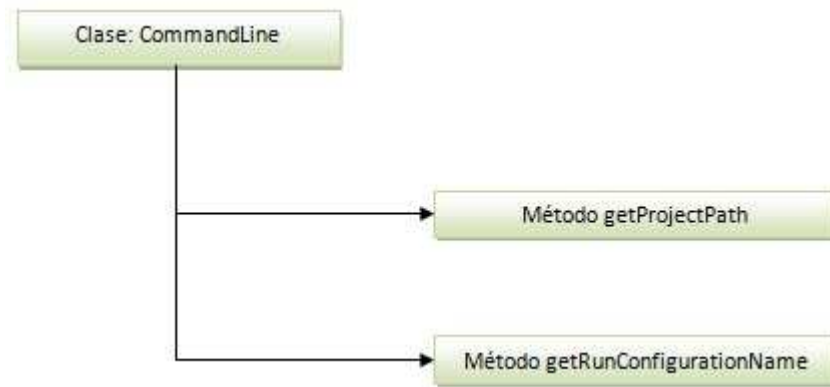 Clase: CommandLine
Método getProjectPath
Método getRunConfigurationName